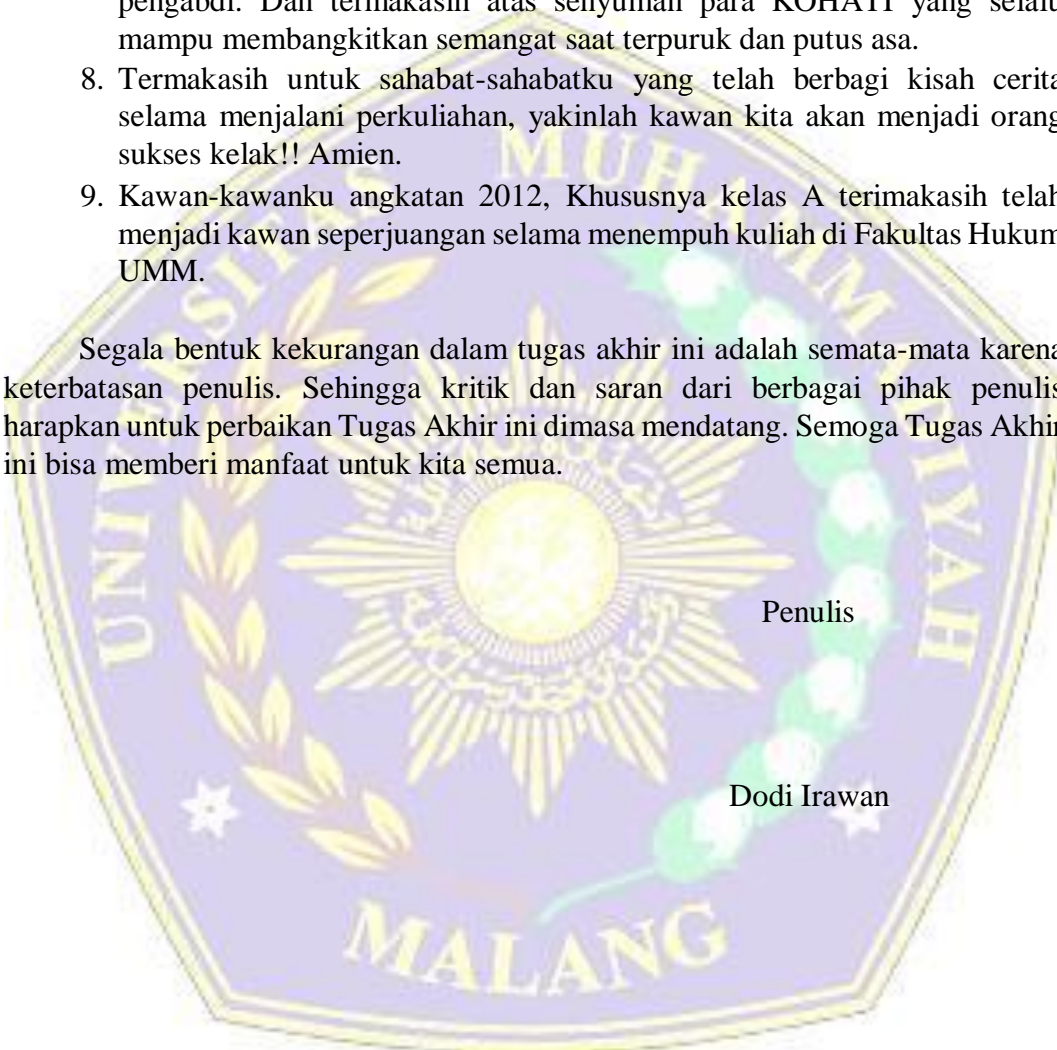 pengabdi. Dan termakasih atas senyuman para KOHATI yang selalu
mampu membangkitkan semangat saat terpuruk dan putus asa.
8. Termakasih untuk sahabat-sahabatku yang telah berbagi kisah cerita
selama menjalani perkuliahan, yakinlah kawan kita akan menjadi orang
sukses kelak!! Amien.
9. Kawan-kawanku angkatan 2012, Khususnya kelas A terimakasih telah
menjadi kawan seperjuangan selama menempuh kuliah di Fakultas Hukum
UMM.
Segala bentuk kekurangan dalam tugas akhir ini adalah semata-mata karena
keterbatasan penulis. Sehingga kritik dan saran dari berbagai pihak penulis
harapkan untuk perbaikan Tugas Akhir ini dimasa mendatang. Semoga Tugas Akhir
ini bisa memberi manfaat untuk kita semua.
Penulis
Dodi Irawan
UNIVERSITAS MUHAMMADIYAH
MALANG